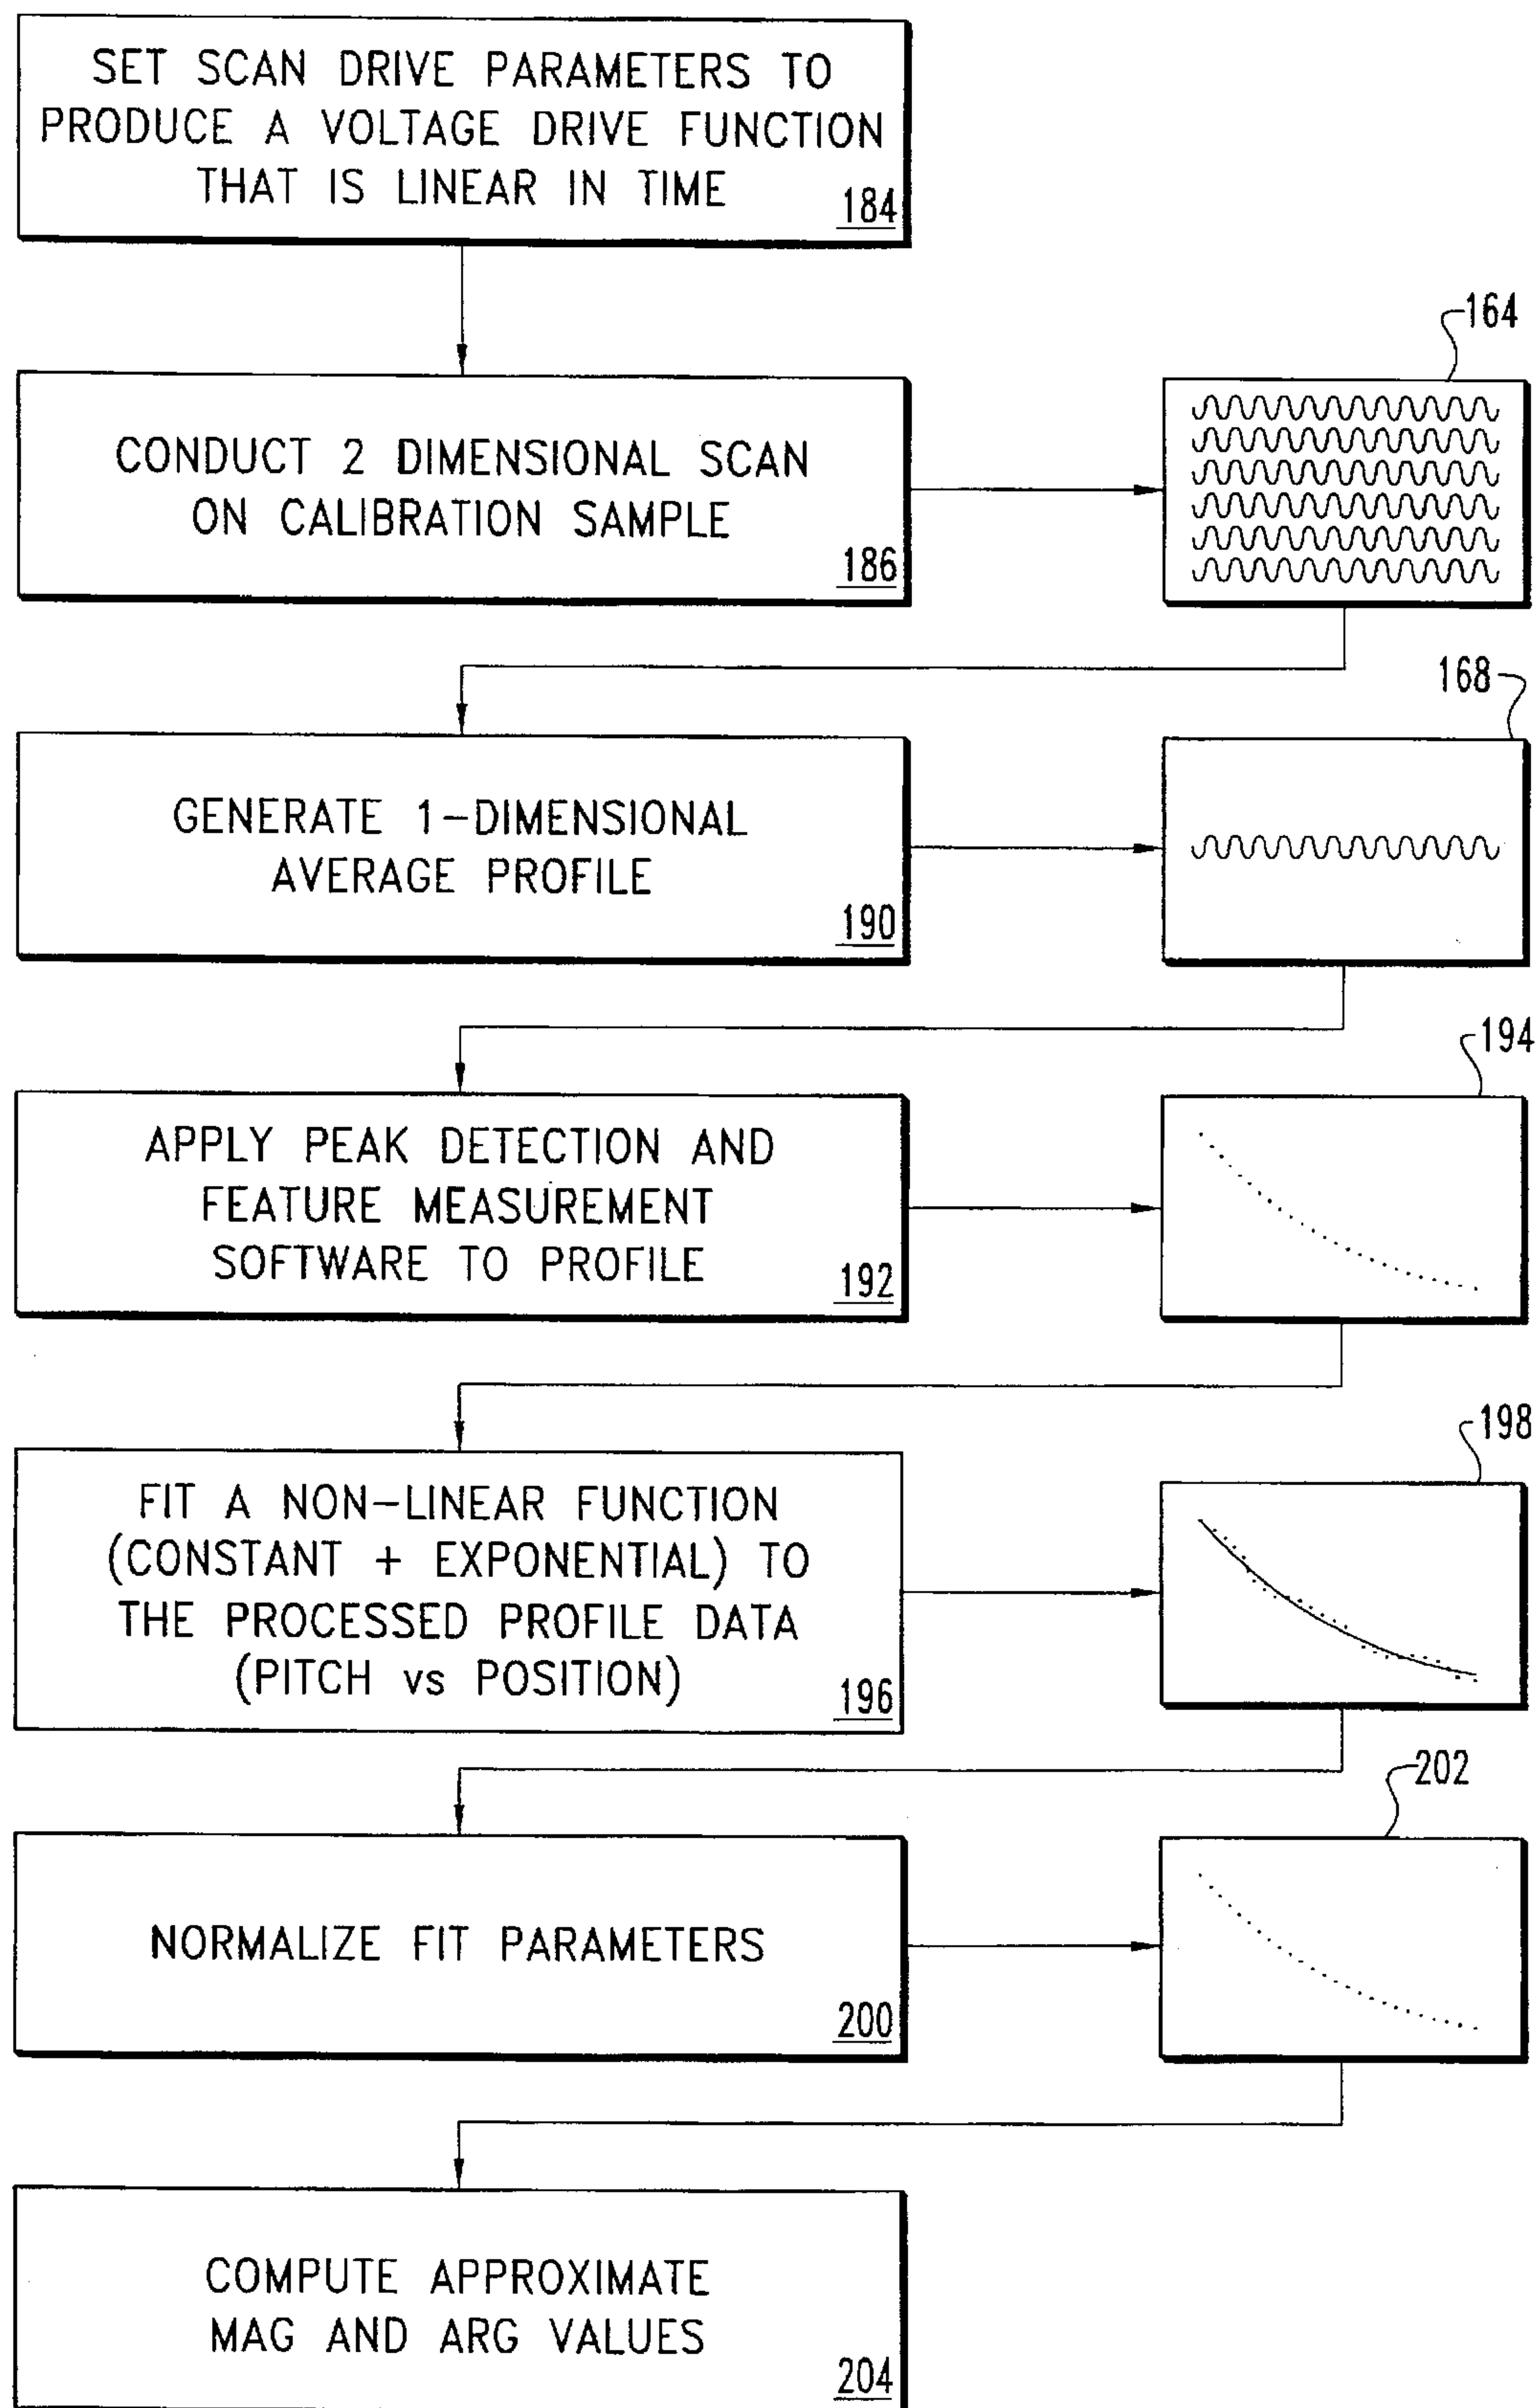 SET SCAN DRIVE PARAMETERS TO
PRODUCE A VOLTAGE DRIVE FUNCTION
THAT IS LINEAR IN TIME
184
164
CONDUCT 2 DIMENSIONAL SCAN
ON CALIBRATION SAMPLE
186
168
GENERATE 1-DIMENSIONAL
AVERAGE PROFILE
190
194
APPLY PEAK DETECTION AND
FEATURE MEASUREMENT
SOFTWARE TO PROFILE
192
198
FIT A NON-LINEAR FUNCTION
(CONSTANT + EXPONENTIAL) TO
THE PROCESSED PROFILE DATA
(PITCH vs POSITION)
196
202
NORMALIZE FIT PARAMETERS
200
COMPUTE APPROXIMATE
MAG AND ARG VALUES
204